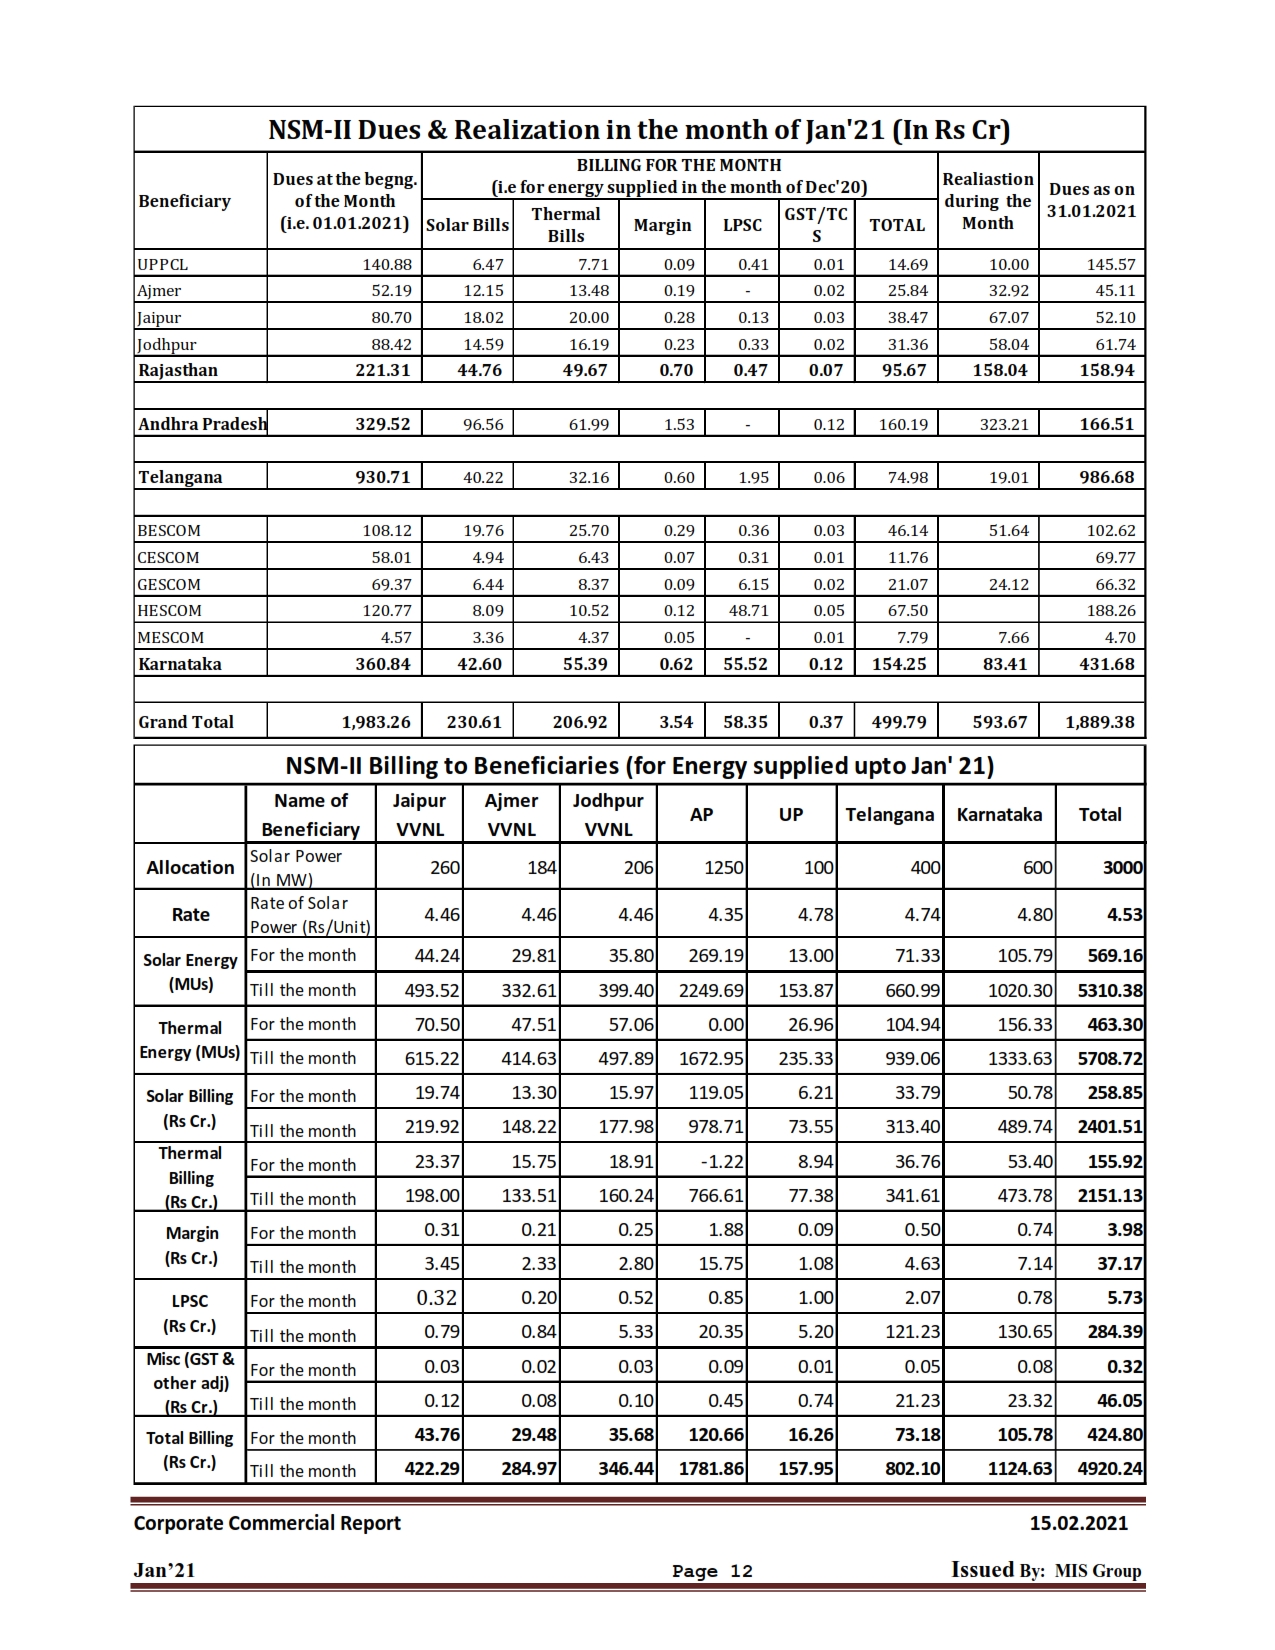 NSM-II Dues & Realization in the month of Jan'21 (In Rs Cr)
Beneficiary Dues at the begng. of the Month (i.e. 01.01.2021) BILLING FOR THE MONTH (i.e for energy supplied in the month of Dec'20) Realiastion during the Month Dues as on 31.01.2021
Solar Bills Thermal Bills Margin LPSC GST/TC S TOTAL
UPPCL 140.88 6.47 7.71 0.09 0.41 0.01 14.69 10.00 145.57
Ajmer 52.19 12.15 13.48 0.19 - 0.02 25.84 32.92 45.11
Jaipur 80.70 18.02 20.00 0.28 0.13 0.03 38.47 67.07 52.10
Jodhpur 88.42 14.59 16.19 0.23 0.33 0.02 31.36 58.04 61.74
Rajasthan 221.31 44.76 49.67 0.70 0.47 0.07 95.67 158.04 158.94
Andhra Pradesh 329.52 96.56 61.99 1.53 - 0.12 160.19 323.21 166.51
Telangana 930.71 40.22 32.16 0.60 1.95 0.06 74.98 19.01 986.68
BESCOM 108.12 19.76 25.70 0.29 0.36 0.03 46.14 51.64 102.62
CESCOM 58.01 4.94 6.43 0.07 0.31 0.01 11.76 69.77
GESCOM 69.37 6.44 8.37 0.09 6.15 0.02 21.07 24.12 66.32
HESCOM 120.77 8.09 10.52 0.12 48.71 0.05 67.50 188.26
MESCOM 4.57 3.36 4.37 0.05 - 0.01 7.79 7.66 4.70
Karnataka 360.84 42.60 55.39 0.62 55.52 0.12 154.25 83.41 431.68
Grand Total 1,983.26 230.61 206.92 3.54 58.35 0.37 499.79 593.67 1,889.38
NSM-II Billing to Beneficiaries (for Energy supplied upto Jan' 21)
Name of Beneficiary Jaipur VVNL Ajmer VVNL Jodhpur VVNL AP UP Telangana Karnataka Total
Allocation Solar Power (In MW) 260 184 206 1250 100 400 600 3000
Rate Rate of Solar Power (Rs/Unit) 4.46 4.46 4.46 4.35 4.78 4.74 4.80 4.53
Solar Energy (MUs) For the month 44.24 29.81 35.80 269.19 13.00 71.33 105.79 569.16
Till the month 493.52 332.61 399.40 2249.69 153.87 660.99 1020.30 5310.38
Thermal Energy (MUs) For the month 70.50 47.51 57.06 0.00 26.96 104.94 156.33 463.30
Till the month 615.22 414.63 497.89 1672.95 235.33 939.06 1333.63 5708.72
Solar Billing (Rs Cr.) For the month 19.74 13.30 15.97 119.05 6.21 33.79 50.78 258.85
Till the month 219.92 148.22 177.98 978.71 73.55 313.40 489.74 2401.51
Thermal Billing (Rs Cr.) For the month 23.37 15.75 18.91 -1.22 8.94 36.76 53.40 155.92
Till the month 198.00 133.51 160.24 766.61 77.38 341.61 473.78 2151.13
Margin (Rs Cr.) For the month 0.31 0.21 0.25 1.88 0.09 0.50 0.74 3.98
Till the month 3.45 2.33 2.80 15.75 1.08 4.63 7.14 37.17
LPSC (Rs Cr.) For the month 0.32 0.20 0.52 0.85 1.00 2.07 0.78 5.73
Till the month 0.79 0.84 5.33 20.35 5.20 121.23 130.65 284.39
Misc (GST & other adj) (Rs Cr.) For the month 0.03 0.02 0.03 0.09 0.01 0.05 0.08 0.32
Till the month 0.12 0.08 0.10 0.45 0.74 21.23 23.32 46.05
Total Billing (Rs Cr.) For the month 43.76 29.48 35.68 120.66 16.26 73.18 105.78 424.80
Till the month 422.29 284.97 346.44 1781.86 157.95 802.10 1124.63 4920.24
Corporate Commercial Report 15.02.2021
Jan’21 Page 12 Issued By: MIS Group